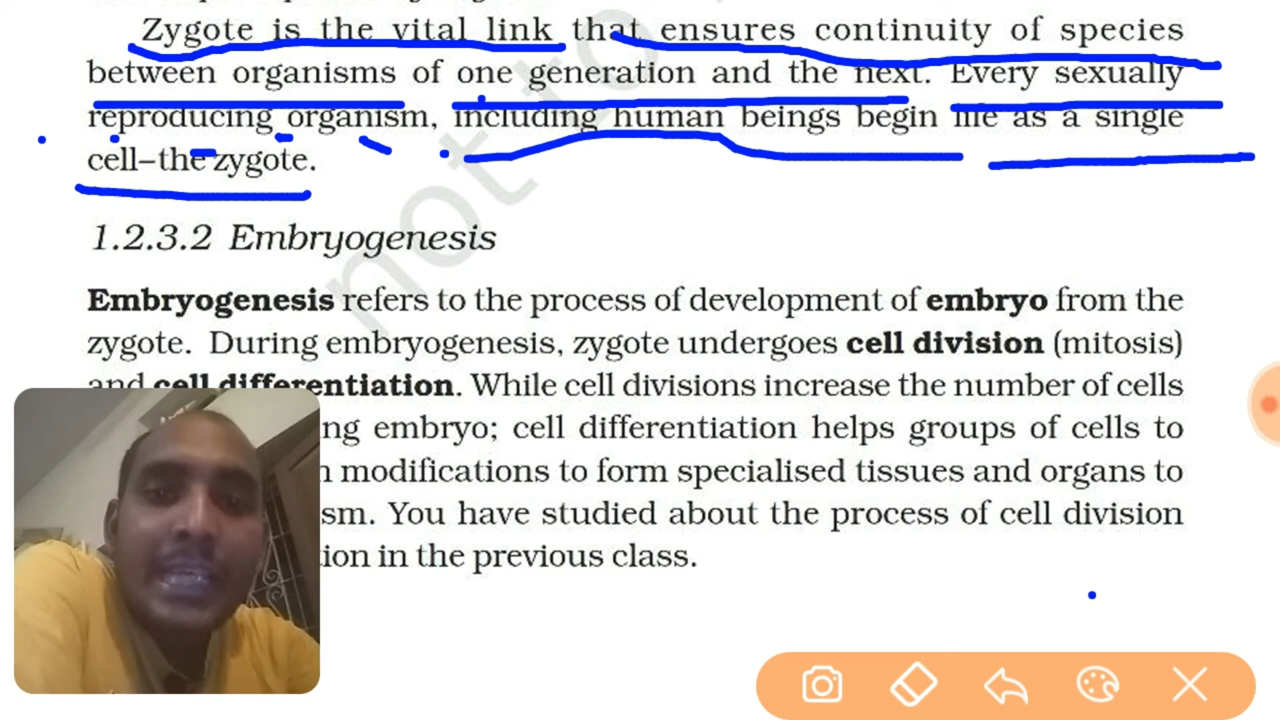 Zygote is the vital link that ensures continuity of species
between organisms of one generation and the next. Every sexually
reproducing organism, including human beings begin life as a single
cell–the zygote.
1.2.3.2 Embryogenesis
Embryogenesis refers to the process of development of embryo from the
zygote. During embryogenesis, zygote undergoes cell division (mitosis)
and cell differentiation. While cell divisions increase the number of cells
embryo; cell differentiation helps groups of cells to
modifications to form specialised tissues and organs to
You have studied about the process of cell division
in the previous class.
not to